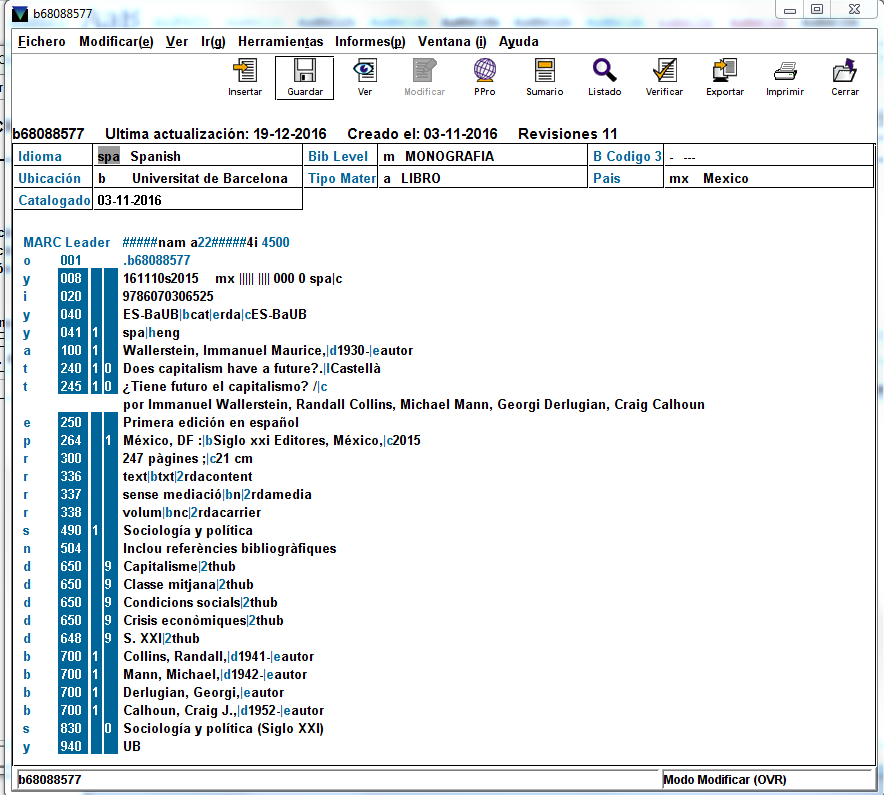 b68088577
Fichero Modificar(e) Ver Ir(g) Herramientas Informes(p) Ventana (i) Ayuda
Insertar Guardar Ver Modificar PPro Sumario Listado Verificar Exportar Imprimir Cerrar
b68088577 Ultima actualización: 19-12-2016 Creado el: 03-11-2016 Revisiones 11
Idioma spa Spanish Bib Level m MONOGRAFIA B Codigo 3 - ---
Ubicación b Universitat de Barcelona Tipo Mater a LIBRO Pais mx Mexico
Catalogado 03-11-2016
MARC Leader #####nam a22#####4i 4500
o 001 .b68088577
y 008 161110s2015 mx ||||| |||| 000 0 spa|c
i 020 9786070306525
y 040 ES-BaUB|bcat|erda|cES-BaUB
y 041 1 spa|heng
a 100 1 Wallerstein, Immanuel Maurice,|d1930-|eautor
t 240 1 0 Does capitalism have a future?.|lCastellà
t 245 1 0 ¿Tiene futuro el capitalismo? /|c
por Immanuel Wallerstein, Randall Collins, Michael Mann, Georgi Derlugian, Craig Calhoun
e 250 Primera edición en español
p 264 1 México, DF :|bSiglo xxi Editores, México,|c2015
r 300 247 pàgines ;|c21 cm
r 336 text|btxt|2rdacontent
r 337 sense mediació|bn|2rdamedia
r 338 volum|bnc|2rdacarrier
s 490 1 Sociología y política
n 504 Inclou referències bibliogràfiques
d 650 9 Capitalisme|2thub
d 650 9 Classe mitjana|2thub
d 650 9 Condicions socials|2thub
d 650 9 Crisis econòmiques|2thub
d 648 9 S. XXI|2thub
b 700 1 Collins, Randall,|d1941-|eautor
b 700 1 Mann, Michael,|d1942-|eautor
b 700 1 Derlugian, Georgi,|eautor
b 700 1 Calhoun, Craig J.,|d1952-|eautor
s 830 0 Sociología y política (Siglo XXI)
y 940 UB
b68088577 Modo Modificar (OVR)